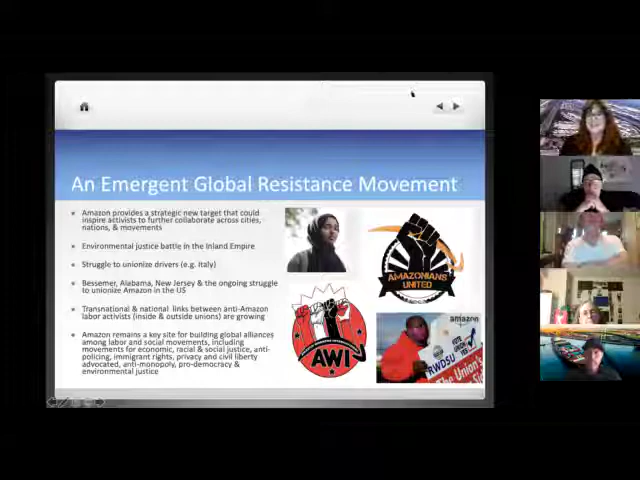 An Emergent Global Resistance Movement
Amazon provides a strategic new target that could
inspire activists to further collaborate across cities,
nations, & movements
Environmental justice battle in the Inland Empire
Struggle to unionize drivers (e.g. Italy)
Bessemer, Alabama, New Jersey & the ongoing struggle
to unionize Amazon in the US
Transnational & national links between anti-Amazon
labor activists (inside & outside unions) are growing
Amazon remains a key site for building global alliances
among labor and social movements, including
movements for economic, racial & social justice, anti-
policing, immigrant rights, privacy and civil liberty
advocated, anti-monopoly, pro-democracy &
environmental justice
AMAZONIANS
UNITED
AWI
amazon
VOTE
UNION
YES
RWDSU
The Union's